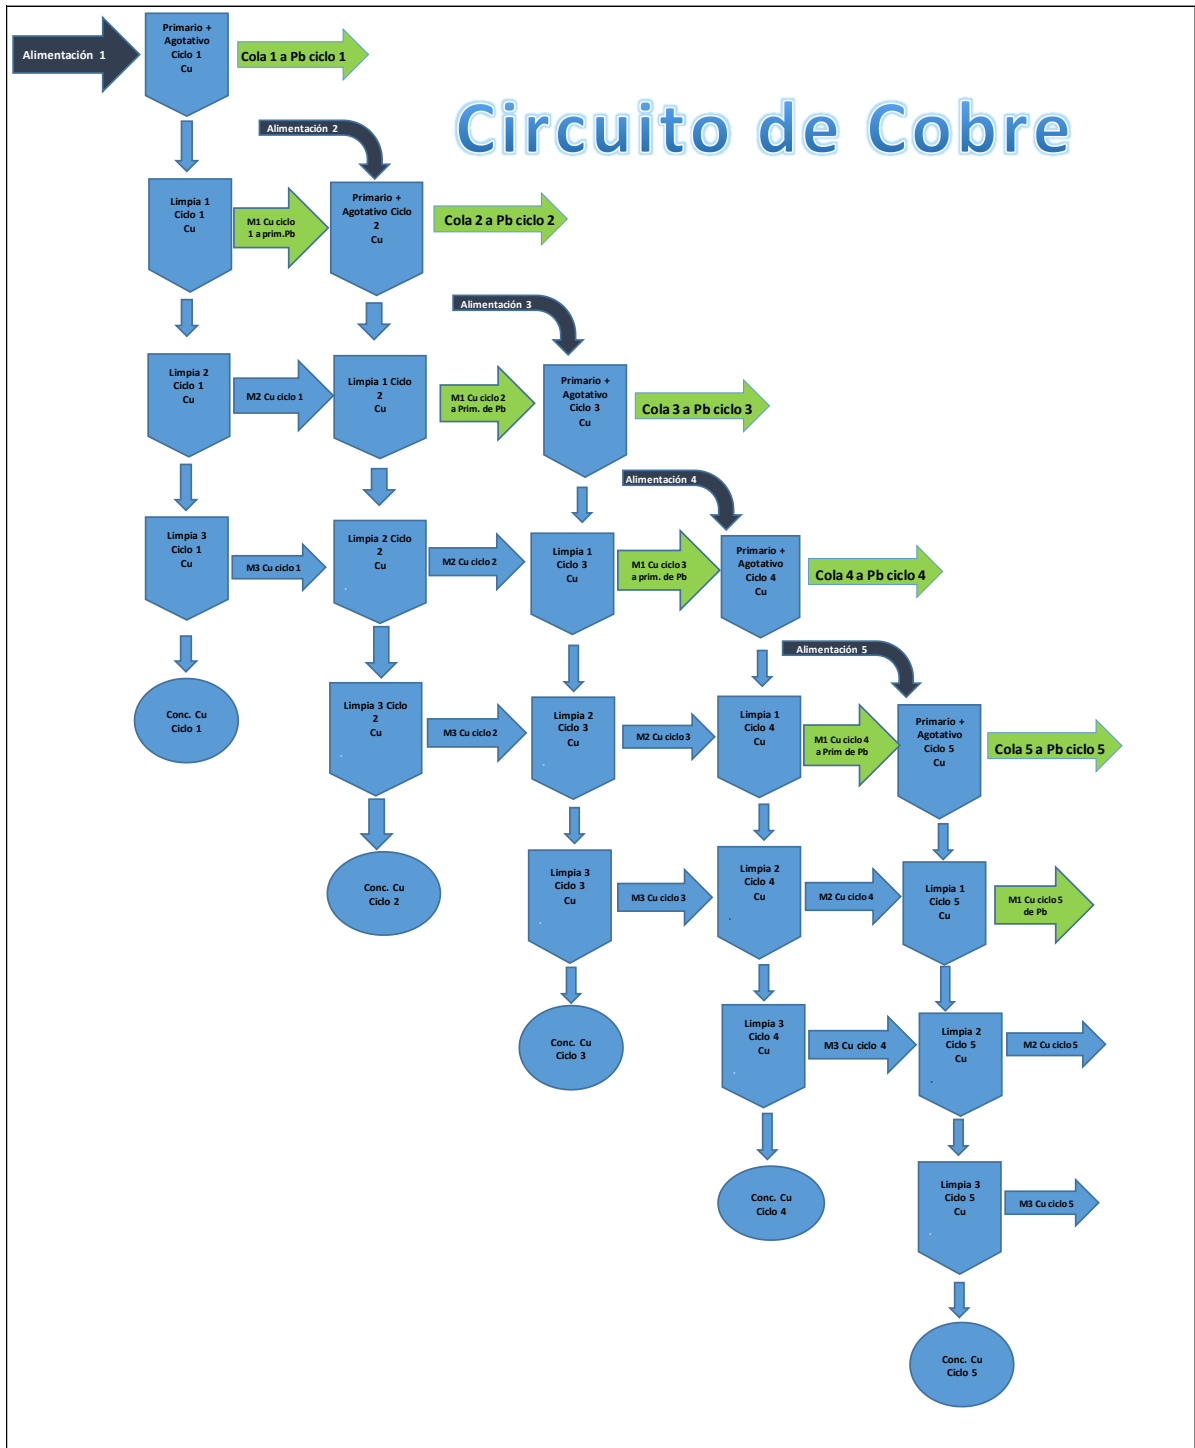 Primario +
Agotativo
Ciclo 1
Cu
Alimentación 1
Cola 1 a Pb ciclo 1
Circuito de Cobre
Alimentación 2
Limpia 1
Ciclo 1
Cu
M1 Cu ciclo
1 a prim.Pb
Primario +
Agotativo Ciclo
2
Cu
Cola 2 a Pb ciclo 2
Alimentación 3
Limpia 2
Ciclo 1
Cu
M2 Cu ciclo 1
Limpia 1 Ciclo
2
Cu
M1 Cu ciclo 2
a Prim. de Pb
Primario +
Agotativo
Ciclo 3
Cu
Cola 3 a Pb ciclo 3
Alimentación 4
Limpia 3
Ciclo 1
Cu
M3 Cu ciclo 1
Limpia 2 Ciclo
2
Cu
M2 Cu ciclo 2
Limpia 1
Ciclo 3
Cu
M1 Cu ciclo 3
a prim. de Pb
Primario +
Agotativo
Ciclo 4
Cu
Cola 4 a Pb ciclo 4
Alimentación 5
Conc. Cu
Ciclo 1
Limpia 3 Ciclo
2
Cu
M3 Cu ciclo 2
Limpia 2
Ciclo 3
Cu
M2 Cu ciclo 3
Limpia 1
Ciclo 4
Cu
M1 Cu ciclo 4
a Prim de Pb
Primario +
Agotativo
Ciclo 5
Cu
Cola 5 a Pb ciclo 5
Conc. Cu
Ciclo 2
Limpia 3
Ciclo 3
Cu
M3 Cu ciclo 3
Limpia 2
Ciclo 4
Cu
M2 Cu ciclo 4
Limpia 1
Ciclo 5
Cu
M1 Cu ciclo 5
de Pb
Conc. Cu
Ciclo 3
Limpia 3
Ciclo 4
Cu
M3 Cu ciclo 4
Limpia 2
Ciclo 5
Cu
M2 Cu ciclo 5
Conc. Cu
Ciclo 4
Limpia 3
Ciclo 5
Cu
M3 Cu ciclo 5
Conc. Cu
Ciclo 5